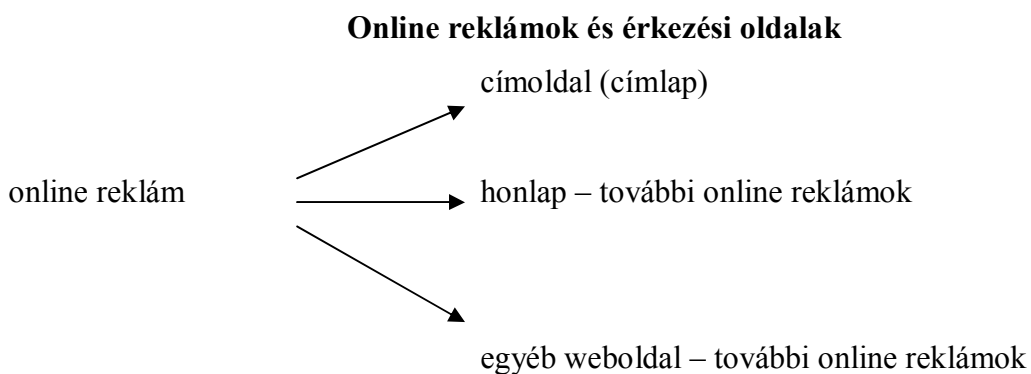 Online reklámok és érkezési oldalak
címoldal (címlap)
online reklám
honlap – további online reklámok
egyéb weboldal – további online reklámok